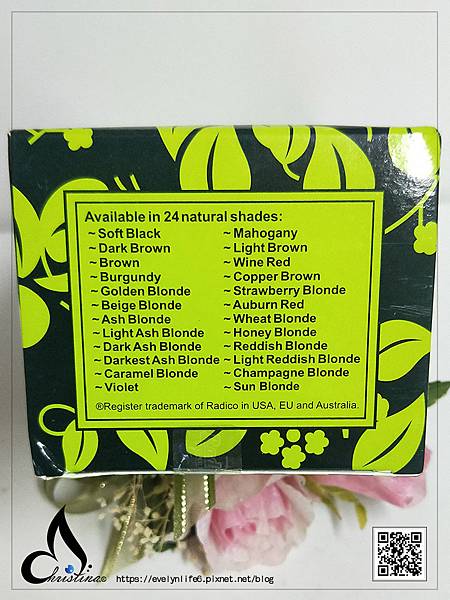 Available in 24 natural shades:
~Soft Black
~Dark Brown
~Brown
~Burgundy
~Golden Blonde
~Beige Blonde
~Ash Blonde
~Light Ash Blonde
~Dark Ash Blonde
~Darkest Ash Blonde
~Caramel Blonde
~Violet
~Mahogany
~Light Brown
~Wine Red
~Copper Brown
~Strawberry Blonde
~Auburn Red
~Wheat Blonde
~Honey Blonde
~Reddish Blonde
~Light Reddish Blonde
~Champagne Blonde
~Sun Blonde
®Register trademark of Radico in USA, EU and Australia.
Christina© https://evelynlife6.pixnet.net/blog